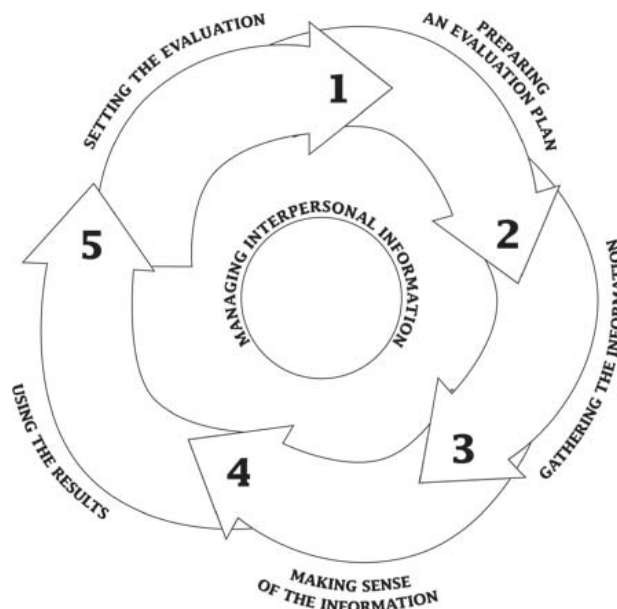 SETTING THE EVALUATION
1
PREPARING
AN EVALUATION PLAN
2
GATHERING THE INFORMATION
3
MAKING SENSE
OF THE INFORMATION
4
USING THE RESULTS
5
MANAGING INTERPERSONAL INFORMATION